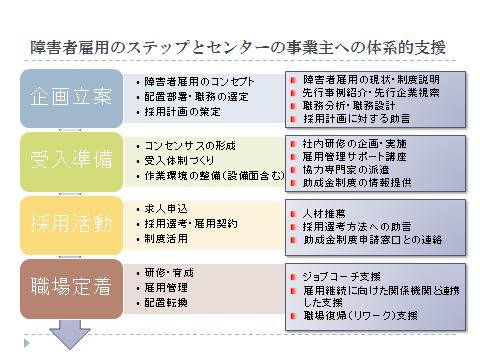 障害者雇用のステップとセンターの事業主への体系的支援
企画立案
• 障害者雇用のコンセプト
• 配置部署・職務の選定
• 採用計画の策定
障害者雇用の現状・制度説明
先行事例紹介・先行企業視察
職務分析・職務設計
採用計画に対する助言
受入準備
• コンセンサスの形成
• 受入体制づくり
• 作業環境の整備(設備面含む)
社内研修の企画・実施
雇用管理サポート講座
協力専門家の派遣
助成金制度の情報提供
採用活動
• 求人申込
• 採用選考・雇用契約
• 制度活用
人材推薦
採用選考方法への助言
助成金制度申請窓口との連絡
職場定着
• 研修・育成
• 雇用管理
• 配置転換
ジョブコーチ支援
雇用継続に向けた関係機関と連携
した支援
職場復帰(リワーク)支援